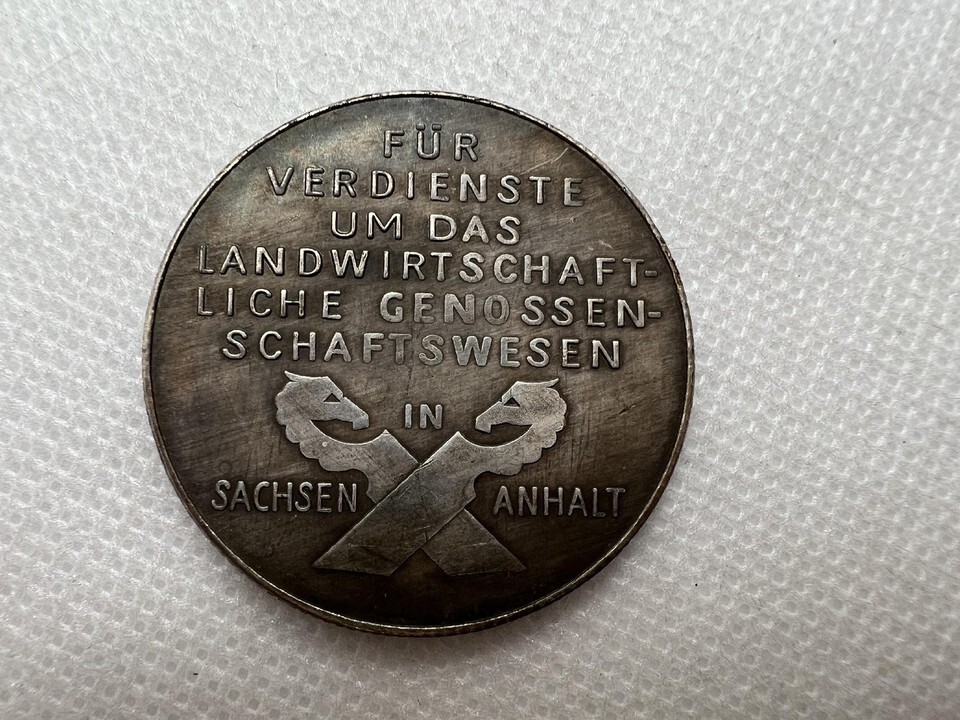 FÜR
VERDIENSTE
UM DAS
LANDWIRTSCHAFT-
LICHE GENOSSEN-
SCHAFTSWESEN
IN
SACHSEN ANHALT